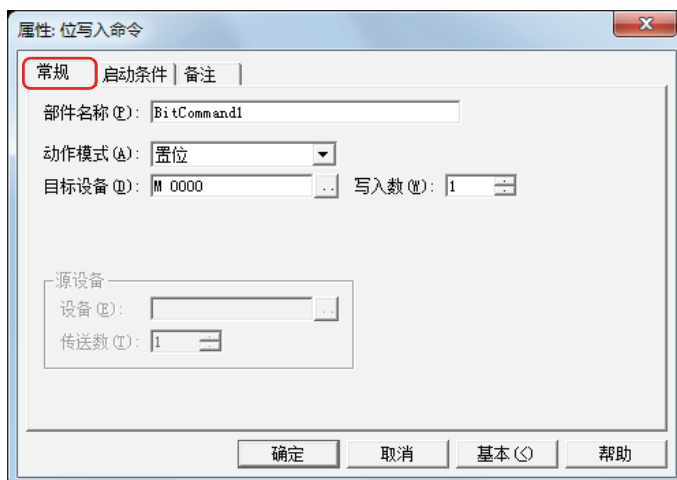 属性: 位写入命令
常规 启动条件 备注
部件名称(P): BitCommand1
动作模式(A): 置位
目标设备(D): M 0000 .. 写入数(W): 1
源设备
设备(E): ..
传送数(T): 1
确定 取消 基本(<) 帮助